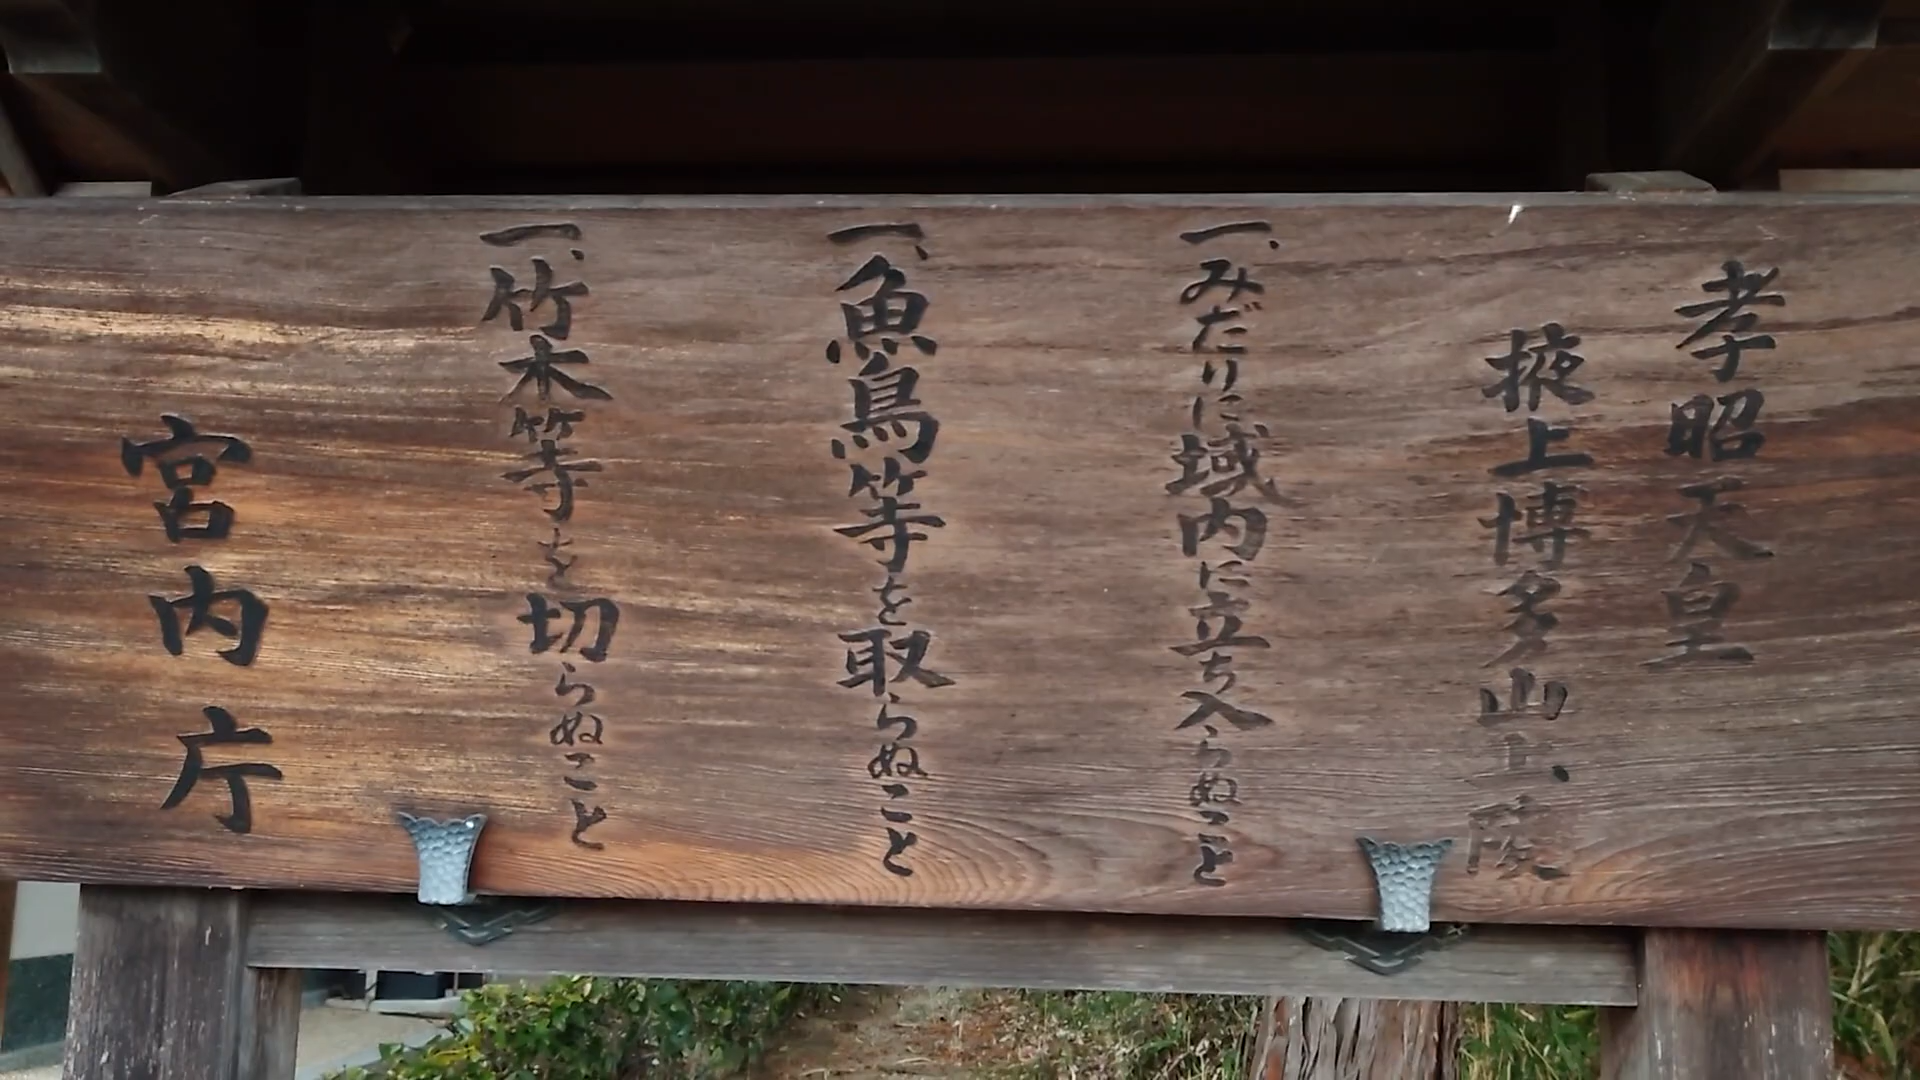 孝昭天皇
掖上博多山上陵
一、みだりに域内に立ち入らぬこと
一、魚鳥等を取らぬこと
一、竹木等を切らぬこと
宮内庁